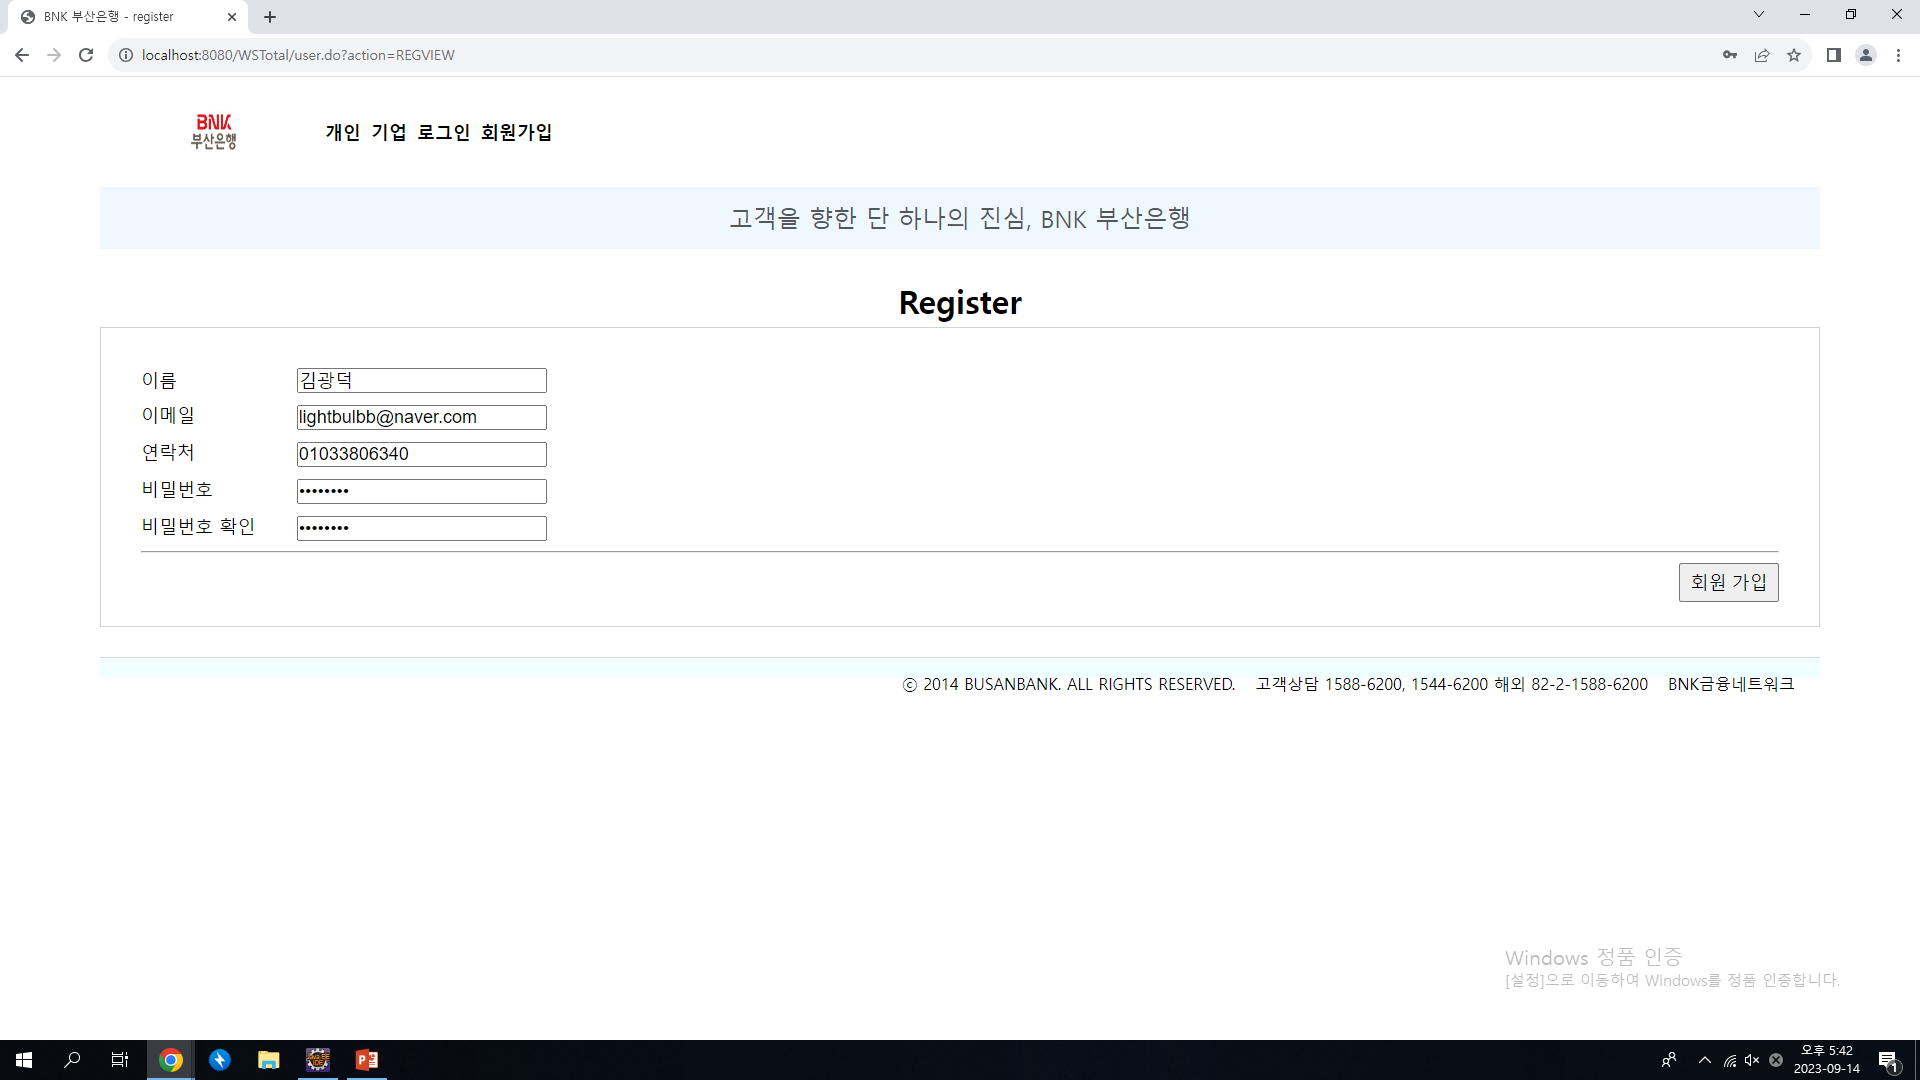 BNK 부산은행 - register
localhost:8080/WSTotal/user.do?action=REGVIEW
BNK
부산은행
개인 기업 로그인 회원가입
고객을 향한 단 하나의 진심, BNK 부산은행
Register
이름 김광덕
이메일 lightbulbb@naver.com
연락처 01033806340
비밀번호 ••••••••
비밀번호 확인 ••••••••
회원 가입
ⓒ 2014 BUSANBANK. ALL RIGHTS RESERVED. 고객상담 1588-6200, 1544-6200 해외 82-2-1588-6200 BNK금융네트워크
Windows 정품 인증
[설정]으로 이동하여 Windows를 정품 인증합니다.
오후 5:42
2023-09-14
1